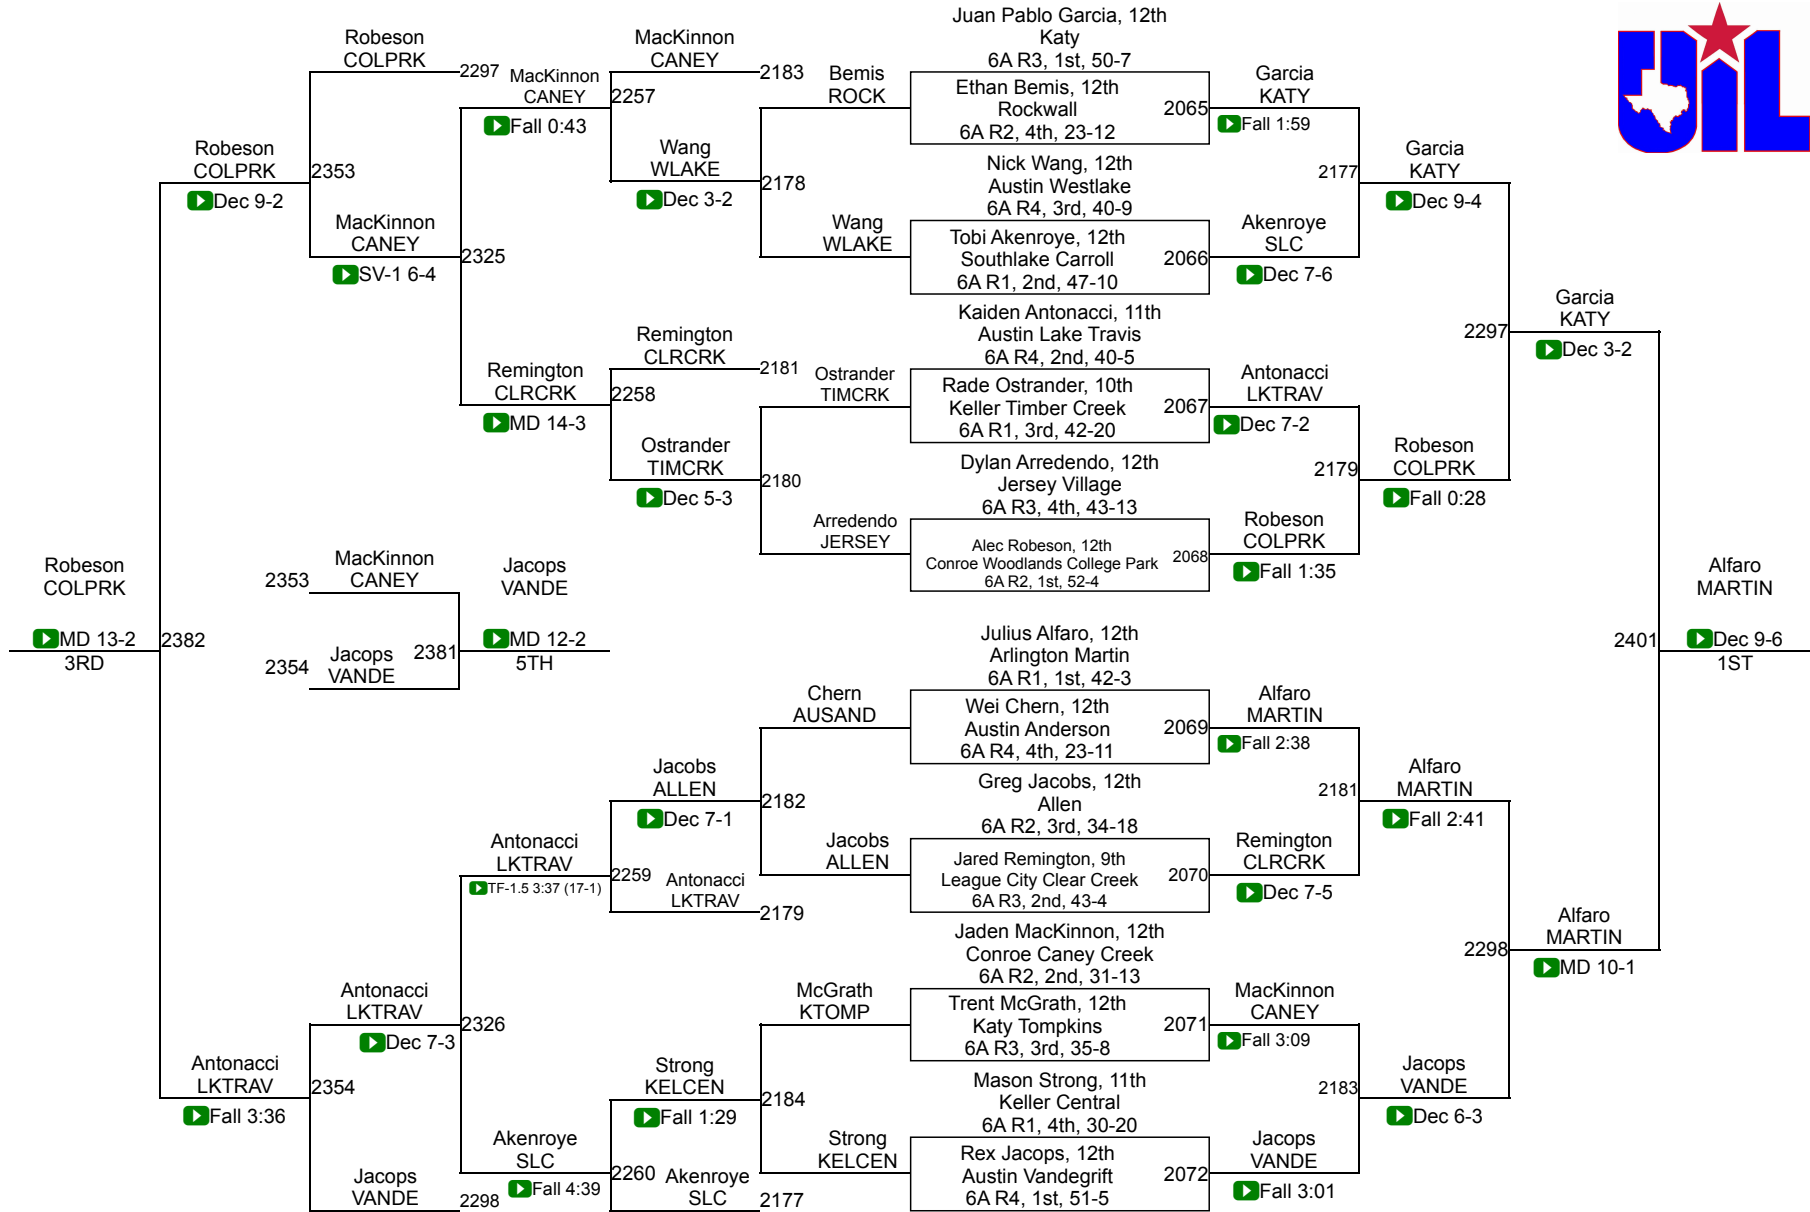 Robeson
COLPRK
2297
MacKinnon
CANEY
Fall 0:43
MacKinnon
CANEY
2183
2257
Wang
WLAKE
Dec 3-2
Bemis
ROCK
2178
Wang
WLAKE
Juan Pablo Garcia, 12th
Katy
6A R3, 1st, 50-7
Ethan Bemis, 12th
Rockwall
6A R2, 4th, 23-12
2065
Nick Wang, 12th
Austin Westlake
6A R4, 3rd, 40-9
Tobi Akenroye, 12th
Southlake Carroll
6A R1, 2nd, 47-10
2066
Garcia
KATY
Fall 1:59
2177
Akenroye
SLC
Dec 7-6
Garcia
KATY
Dec 9-4
UIL
Robeson
COLPRK
Dec 9-2
2353
MacKinnon
CANEY
SV-1 6-4
2325
Remington
CLRCRK
MD 14-3
Remington
CLRCRK
2181
2258
Ostrander
TIMCRK
Dec 5-3
Ostrander
TIMCRK
2180
Arredendo
JERSEY
Kaiden Antonacci, 11th
Austin Lake Travis
6A R4, 2nd, 40-5
Rade Ostrander, 10th
Keller Timber Creek
6A R1, 3rd, 42-20
2067
Dylan Arredendo, 12th
Jersey Village
6A R3, 4th, 43-13
Alec Robeson, 12th
Conroe Woodlands College Park
6A R2, 1st, 52-4
2068
Antonacci
LKTRAV
Dec 7-2
2179
Robeson
COLPRK
Fall 1:35
Robeson
COLPRK
Fall 0:28
2297
Garcia
KATY
Dec 3-2
Robeson
COLPRK
MD 13-2
3RD
2382
2353
MacKinnon
CANEY
2354
Jacops
VANDE
2381
Jacops
VANDE
MD 12-2
5TH
2401
Alfaro
MARTIN
Dec 9-6
1ST
Chern
AUSAND
Jacobs
ALLEN
Dec 7-1
2182
Jacobs
ALLEN
Antonacci
LKTRAV
TF-1.5 3:37 (17-1)
2259
Antonacci
LKTRAV
2179
Julius Alfaro, 12th
Arlington Martin
6A R1, 1st, 42-3
Wei Chern, 12th
Austin Anderson
6A R4, 4th, 23-11
2069
Greg Jacobs, 12th
Allen
6A R2, 3rd, 34-18
Jared Remington, 9th
League City Clear Creek
6A R3, 2nd, 43-4
2070
Alfaro
MARTIN
Fall 2:38
2181
Remington
CLRCRK
Dec 7-5
Alfaro
MARTIN
Fall 2:41
2298
Alfaro
MARTIN
MD 10-1
Antonacci
LKTRAV
Fall 3:36
2354
Antonacci
LKTRAV
Dec 7-3
2326
Jacops
VANDE
2298
Akenroye
SLC
Fall 4:39
2260
Strong
KELCEN
Fall 1:29
Akenroye
SLC
2177
McGrath
KTOMP
2184
Strong
KELCEN
Jaden MacKinnon, 12th
Conroe Caney Creek
6A R2, 2nd, 31-13
Trent McGrath, 12th
Katy Tompkins
6A R3, 3rd, 35-8
2071
Mason Strong, 11th
Keller Central
6A R1, 4th, 30-20
Rex Jacops, 12th
Austin Vandegrift
6A R4, 1st, 51-5
2072
MacKinnon
CANEY
Fall 3:09
2183
Jacops
VANDE
Fall 3:01
Jacops
VANDE
Dec 6-3